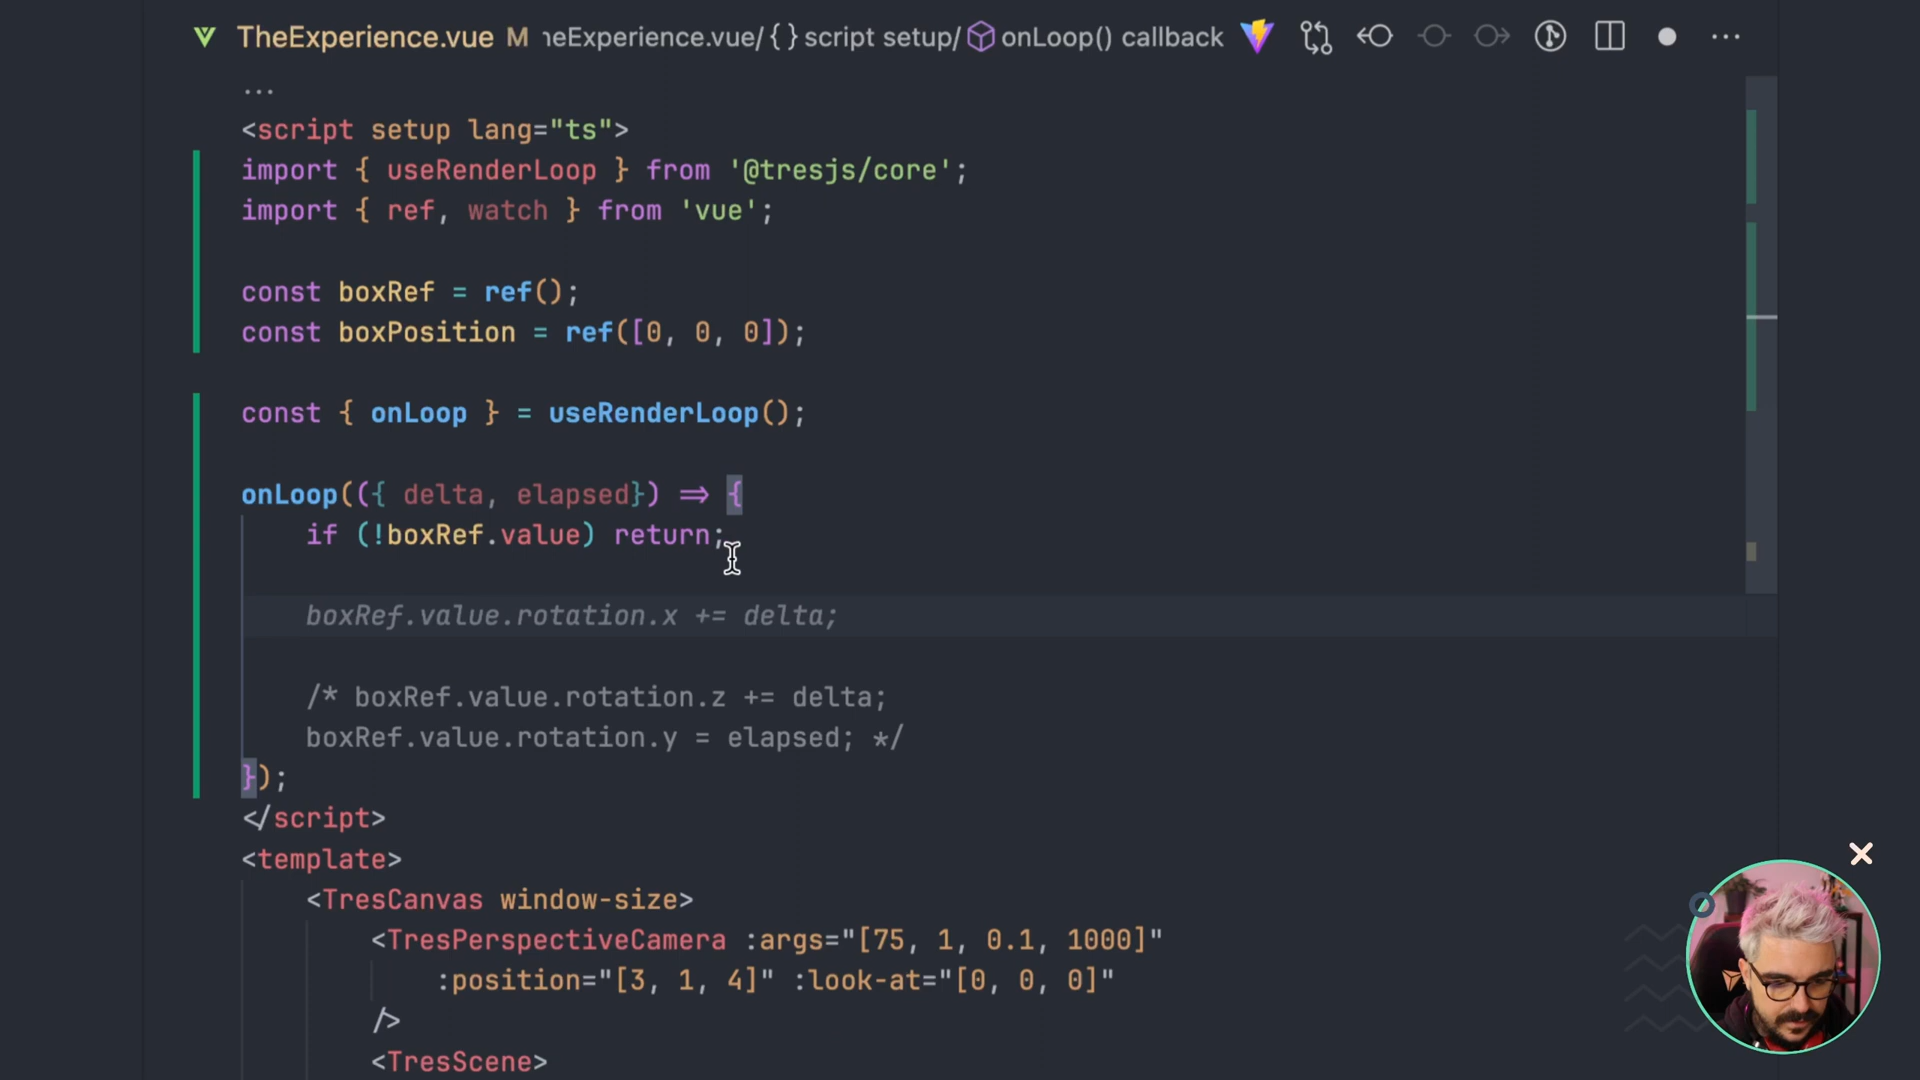 TheExperience.vue M heExperience.vue/ {} script setup/ onLoop() callback
...
<script setup lang="ts">
import { useRenderLoop } from '@tresjs/core';
import { ref, watch } from 'vue';
const boxRef = ref();
const boxPosition = ref([0, 0, 0]);
const { onLoop } = useRenderLoop();
onLoop(({ delta, elapsed}) => {
if (!boxRef.value) return;
boxRef.value.rotation.x += delta;
/* boxRef.value.rotation.z += delta;
boxRef.value.rotation.y = elapsed; */
});
</script>
<template>
<TresCanvas window-size>
<TresPerspectiveCamera :args="[75, 1, 0.1, 1000]"
:position="[3, 1, 4]" :look-at="[0, 0, 0]"
/>
<TresScene>